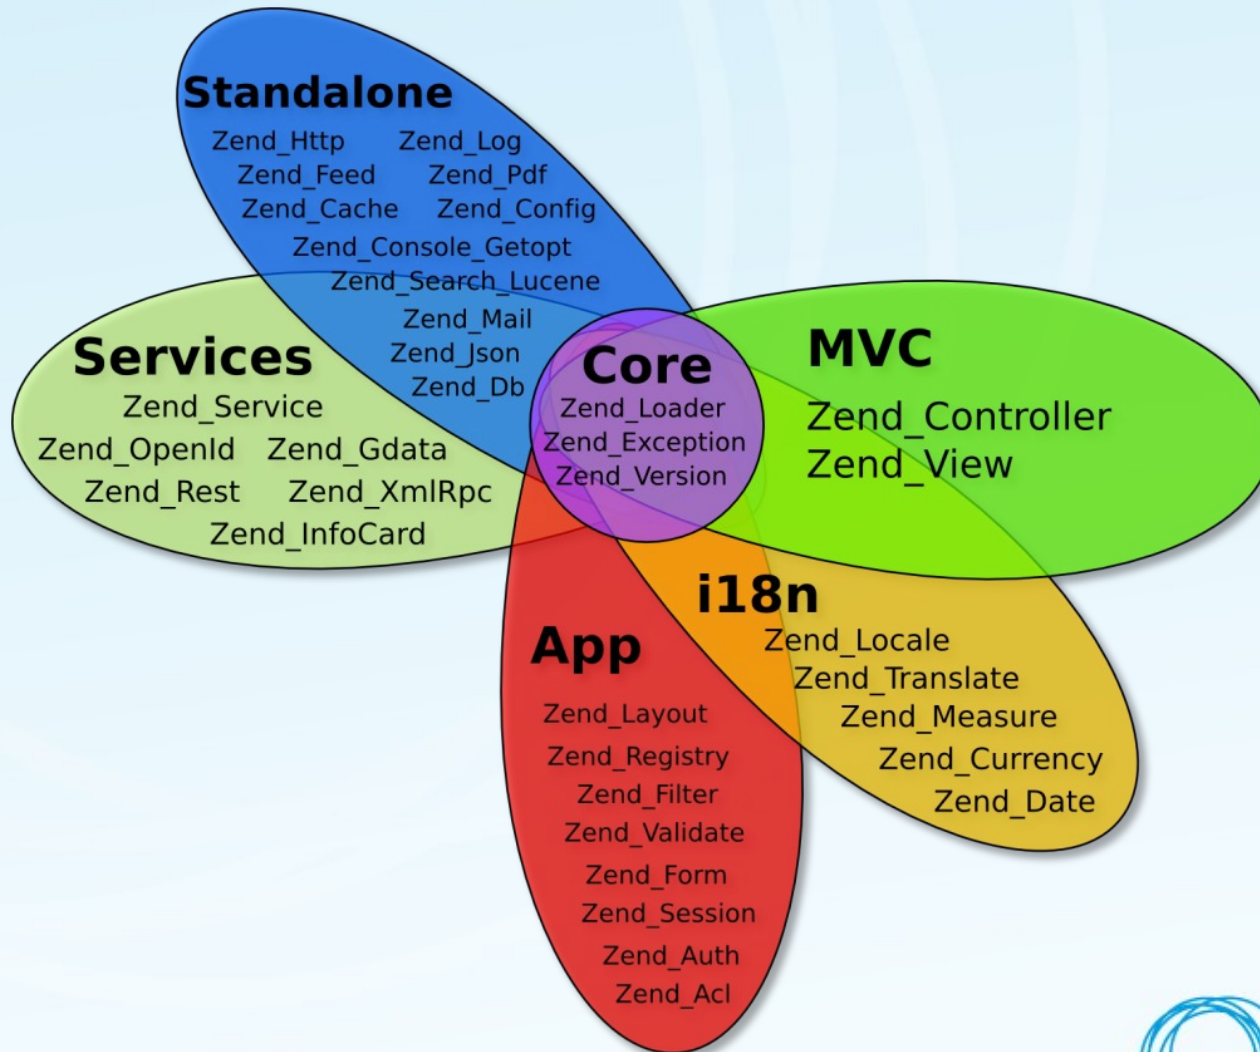 Standalone
Zend_Http Zend_Log
Zend_Feed Zend_Pdf
Zend_Cache Zend_Config
Zend_Console_Getopt
Zend_Search_Lucene
Zend_Mail
Zend_Json
Zend_Db
Services
Zend_Service
Zend_OpenId Zend_Gdata
Zend_Rest Zend_XmlRpc
Zend_InfoCard
Core
Zend_Loader
Zend_Exception
Zend_Version
MVC
Zend_Controller
Zend_View
i18n
Zend_Locale
Zend_Translate
Zend_Measure
Zend_Currency
Zend_Date
App
Zend_Layout
Zend_Registry
Zend_Filter
Zend_Validate
Zend_Form
Zend_Session
Zend_Auth
Zend_Acl